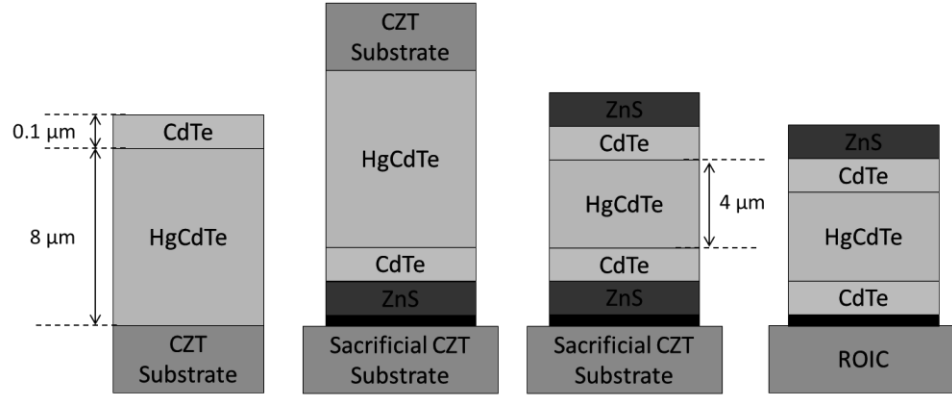 0.1 µm
CdTe
8 µm
HgCdTe
CZT
Substrate
CZT
Substrate
HgCdTe
CdTe
ZnS
Sacrificial CZT
Substrate
ZnS
CdTe
HgCdTe
4 µm
CdTe
ZnS
Sacrificial CZT
Substrate
ZnS
CdTe
HgCdTe
CdTe
ROIC